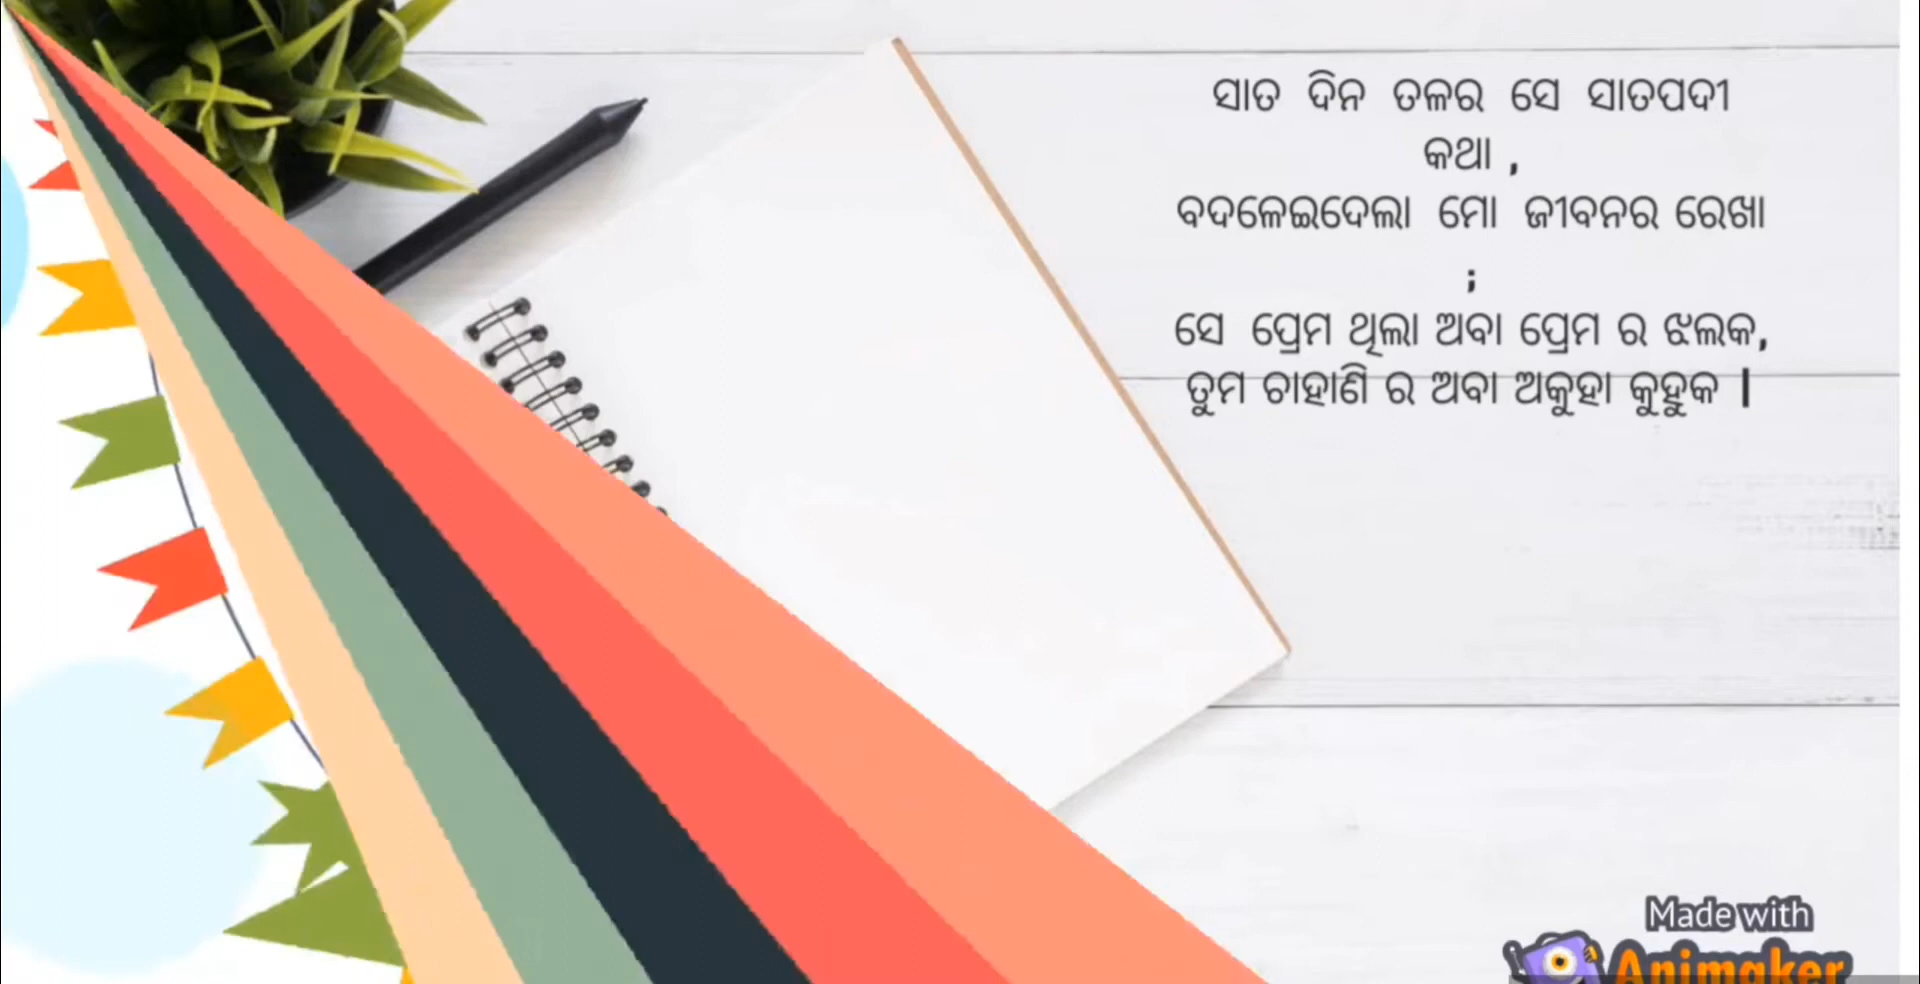 ସାତ ଦିନ ତଳର ସେ ସାତପଦୀ
କଥା ,
ବଦଳେଇଦେଲା ମୋ ଜୀବନର ରେଖା
;
ସେ ପ୍ରେମ ଥିଲା ଅବା ପ୍ରେମ ର ଝଲକ,
ତୁମ ଚାହାଣି ର ଅବା ଅକୁହା କୁହୁକ |
Made with
Animaker